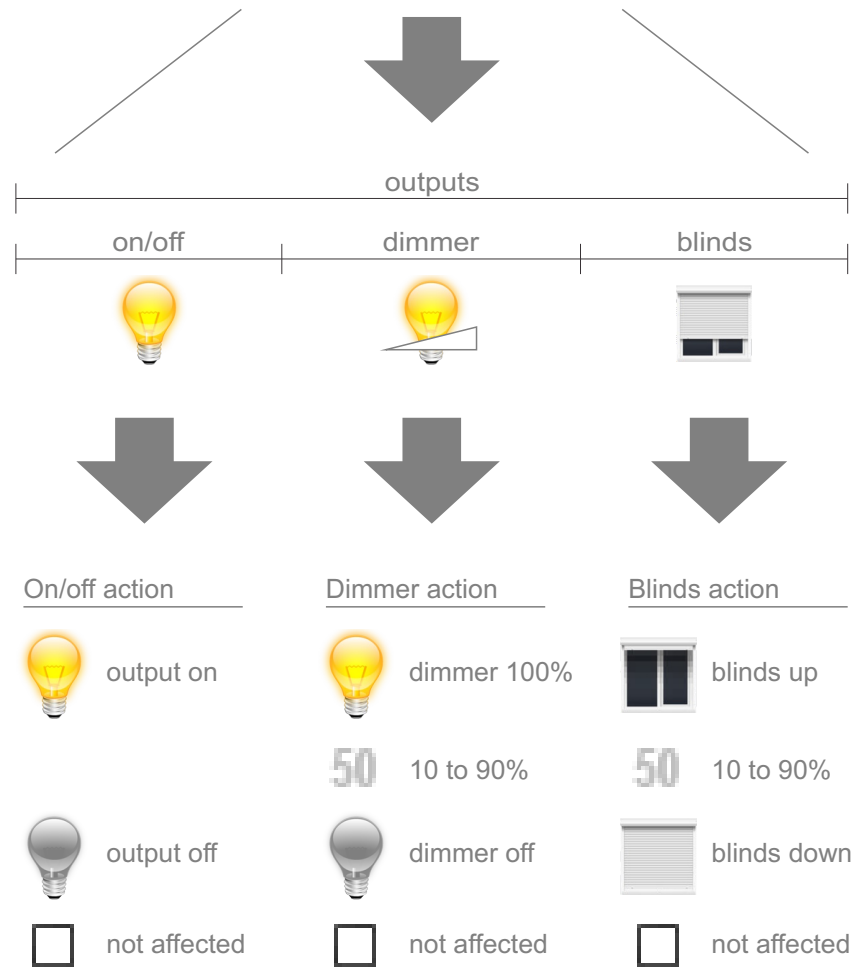 outputs
on/off dimmer blinds
On/off action Dimmer action Blinds action
output on dimmer 100% blinds up
50 10 to 90% 50 10 to 90%
output off dimmer off blinds down
not affected not affected not affected